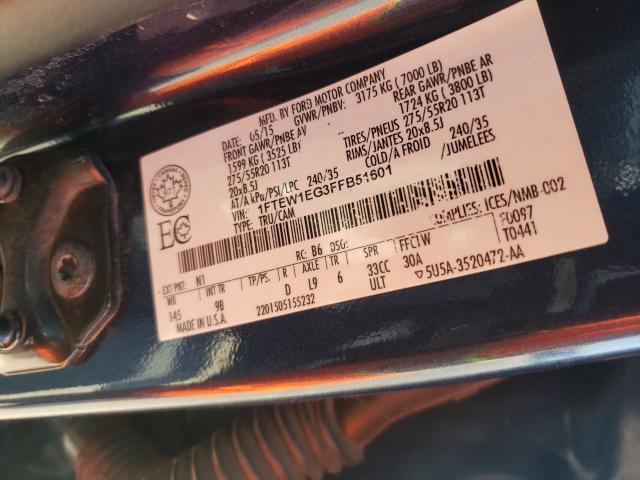 MFD. BY FORD MOTOR COMPANY
DATE: 05/15 GVWR/PNBV: 3175 KG (7000 LB)
FRONT GAWR/PNBE AV REAR GAWR/PNBE AR
1599 KG (3525 LB) 1724 KG (3800 LB)
275/55R20 113T TIRES/PNEUS 275/55R20 113T
20x8.5J RIMS/JANTES 20x8.5J
AT/A kPa/PSI/LPC 240/35 COLD/A FROID 240/35
VIN: 1FTEW1EG3FFB51601 /JUMELEES
TYPE: TRU/CAM
EC
ICES/NMB-002
EXT PNT: N1 RC: B6 DSG: T0441
WB INT TR TP/PS. R AXLE TR SPR FFC1W
145 9B D L9 6 33CC 30A
ULT ▽5U5A-3520472-AA
MADE IN U.S.A. 2201505155232